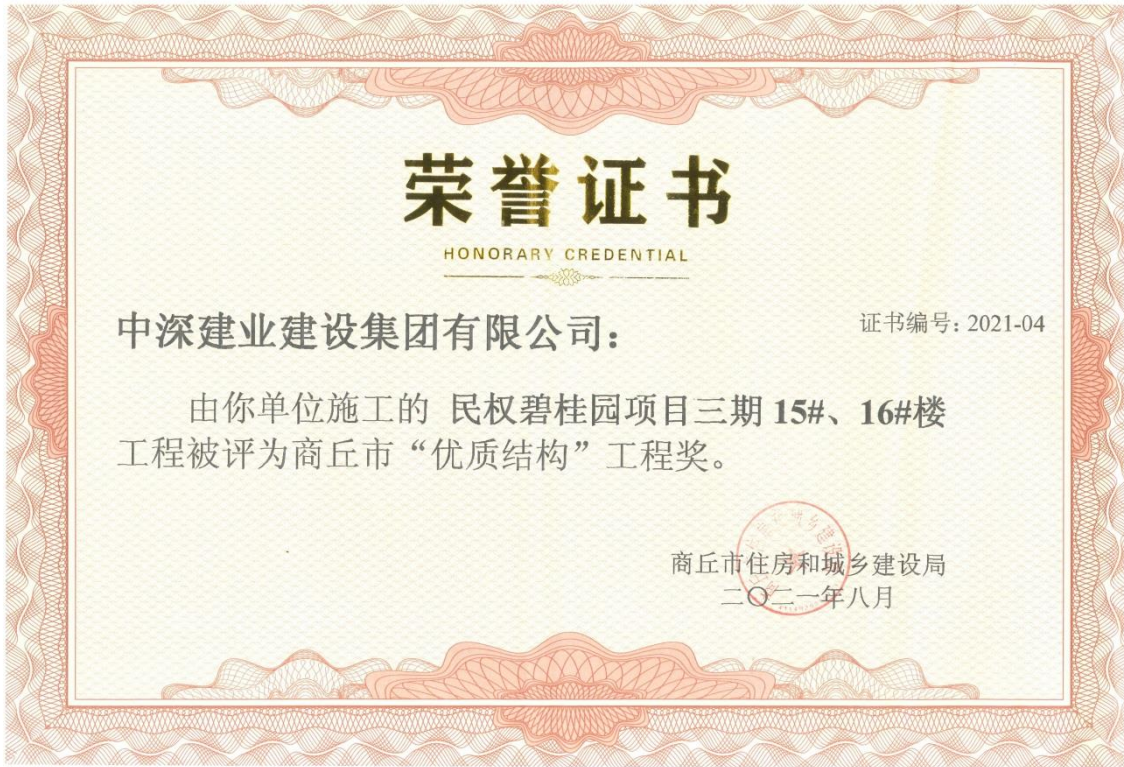 荣誉证书
HONORARY CREDENTIAL
中深建业建设集团有限公司：
证书编号：2021-04
由你单位施工的 民权碧桂园项目三期 15#、16#楼
工程被评为商丘市“优质结构”工程奖。
商丘市住房和城乡建设局
二〇二一年八月